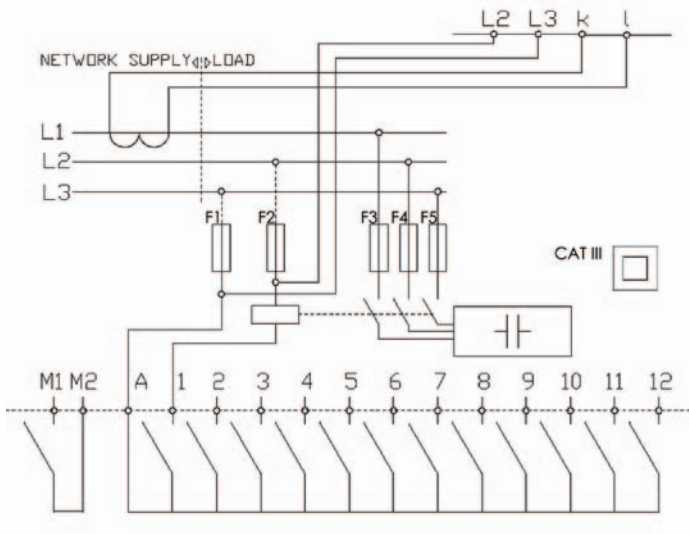 L2 L3 k l
NETWORK SUPPLY LOAD
L1
L2
L3
F1 F2 F3 F4 F5
CAT III
M1 M2 A 1 2 3 4 5 6 7 8 9 10 11 12